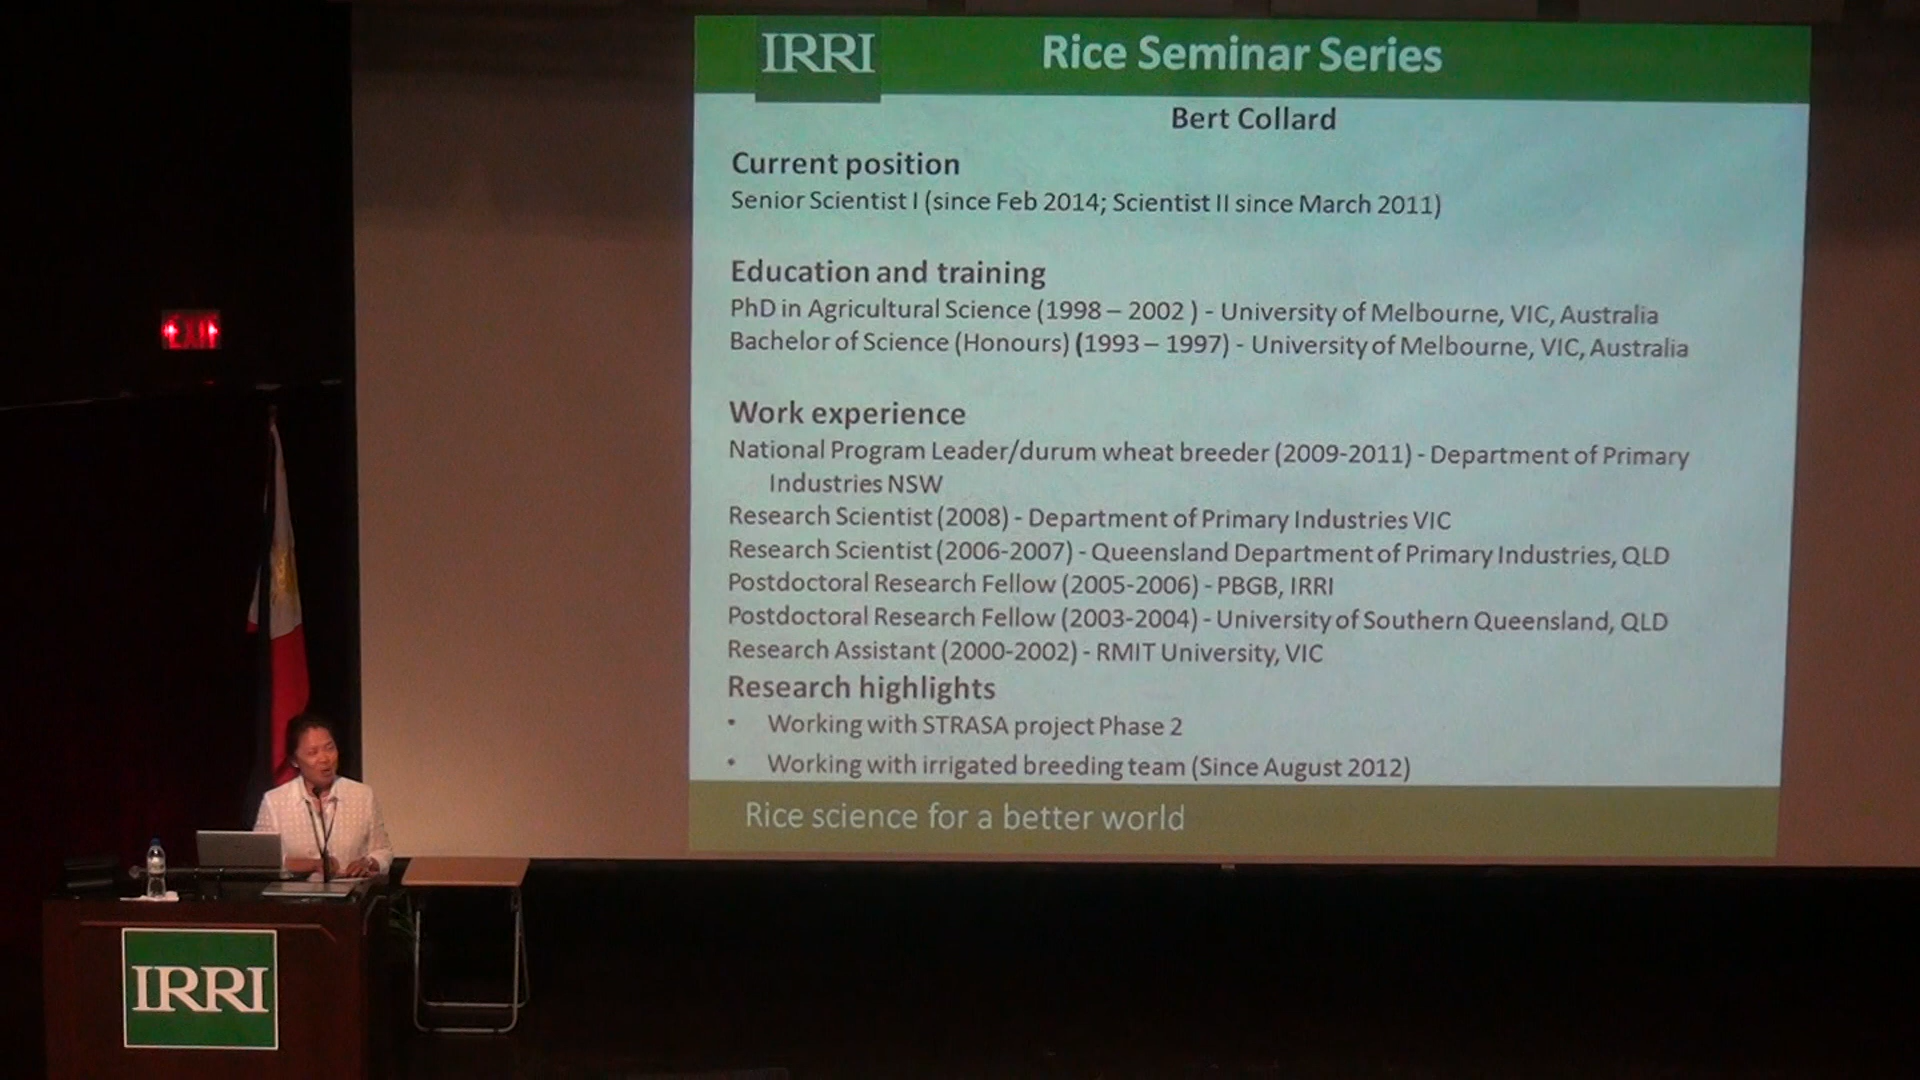 IRRI
Rice Seminar Series
Bert Collard
Current position
Senior Scientist I (since Feb 2014; Scientist II since March 2011)
Education and training
PhD in Agricultural Science (1998 – 2002 ) - University of Melbourne, VIC, Australia
Bachelor of Science (Honours) (1993 – 1997) - University of Melbourne, VIC, Australia
Work experience
National Program Leader/durum wheat breeder (2009-2011) - Department of Primary
Industries NSW
Research Scientist (2008) - Department of Primary Industries VIC
Research Scientist (2006-2007) - Queensland Department of Primary Industries, QLD
Postdoctoral Research Fellow (2005-2006) - PBGB, IRRI
Postdoctoral Research Fellow (2003-2004) - University of Southern Queensland, QLD
Research Assistant (2000-2002) - RMIT University, VIC
Research highlights
• Working with STRASA project Phase 2
• Working with irrigated breeding team (Since August 2012)
Rice science for a better world
EXIT
IRRI